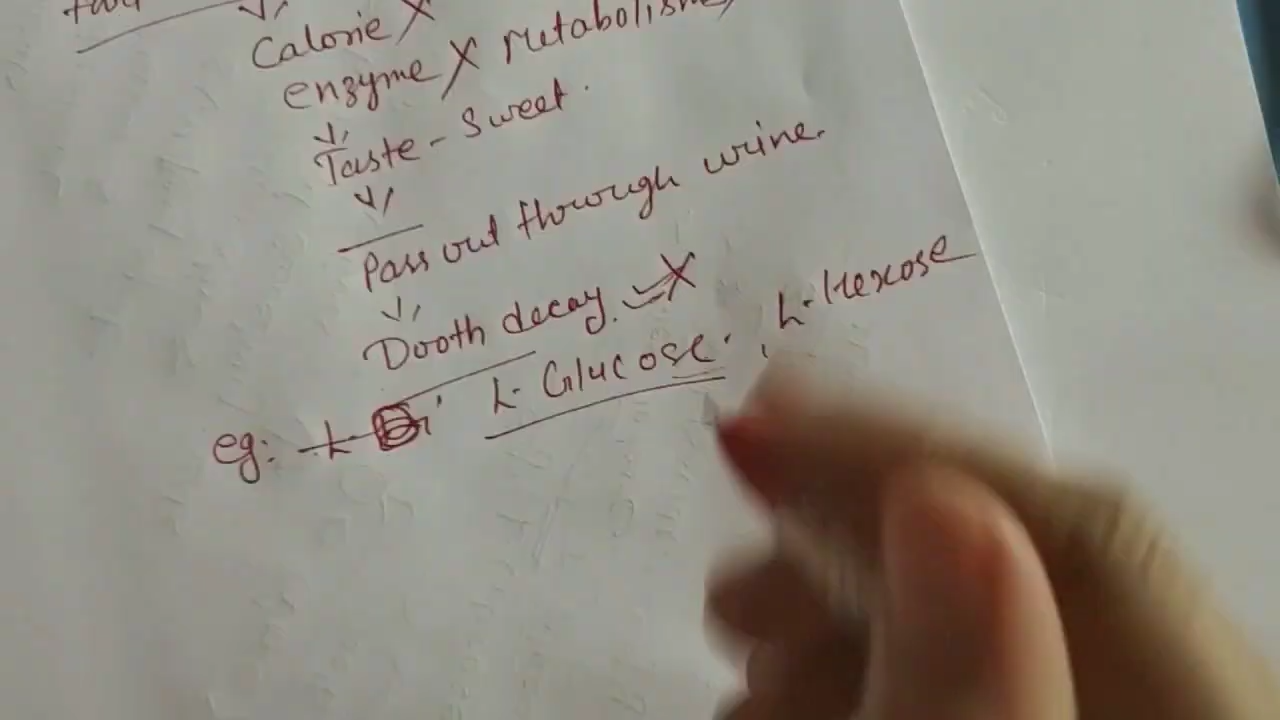 Calorie X
enzyme X Metabolism
Taste - Sweet.
Pass out through urine.
Dooth decay. X
eg: L- Glucose. , L-Hexose